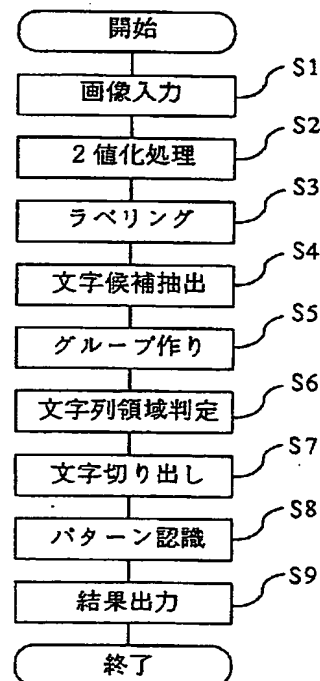 開始
画像入力 S1
2値化処理 S2
ラベリング S3
文字候補抽出 S4
グループ作り S5
文字列領域判定 S6
文字切り出し S7
パターン認識 S8
結果出力 S9
終了